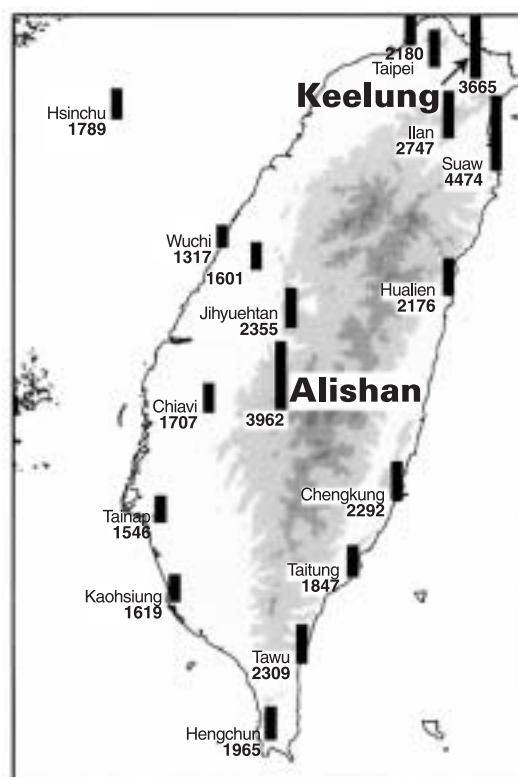 2180
Taipei
Keelung
3665
Hsinchu
1789
Ilan
2747
Suaw
4474
Wuchi
1317
1601
Hualien
2176
Jihyuehtan
2355
Alishan
3962
Chiavi
1707
Chengkung
2292
Tainap
1546
Taitung
1847
Kaohsiung
1619
Tawu
2309
Hengchun
1965